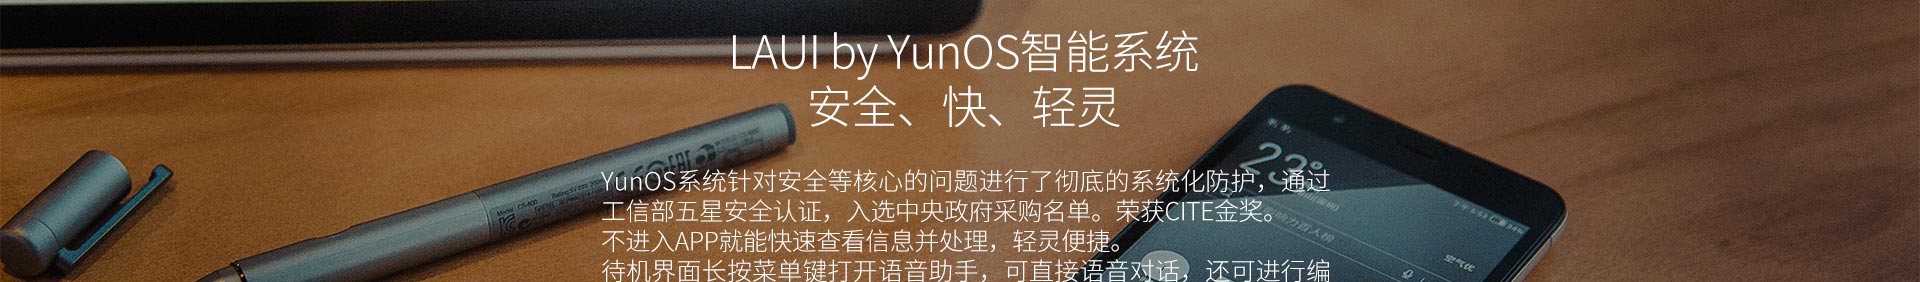 LAUI by YunOS智能系统
安全、快、轻灵
YunOS系统针对安全等核心的问题进行了彻底的系统化防护，通过
工信部五星安全认证，入选中央政府采购名单。荣获CITE金奖。
不进入APP就能快速查看信息并处理，轻灵便捷。
待机界面长按菜单键打开语音助手，可直接语音对话，还可进行编
23°
空气优